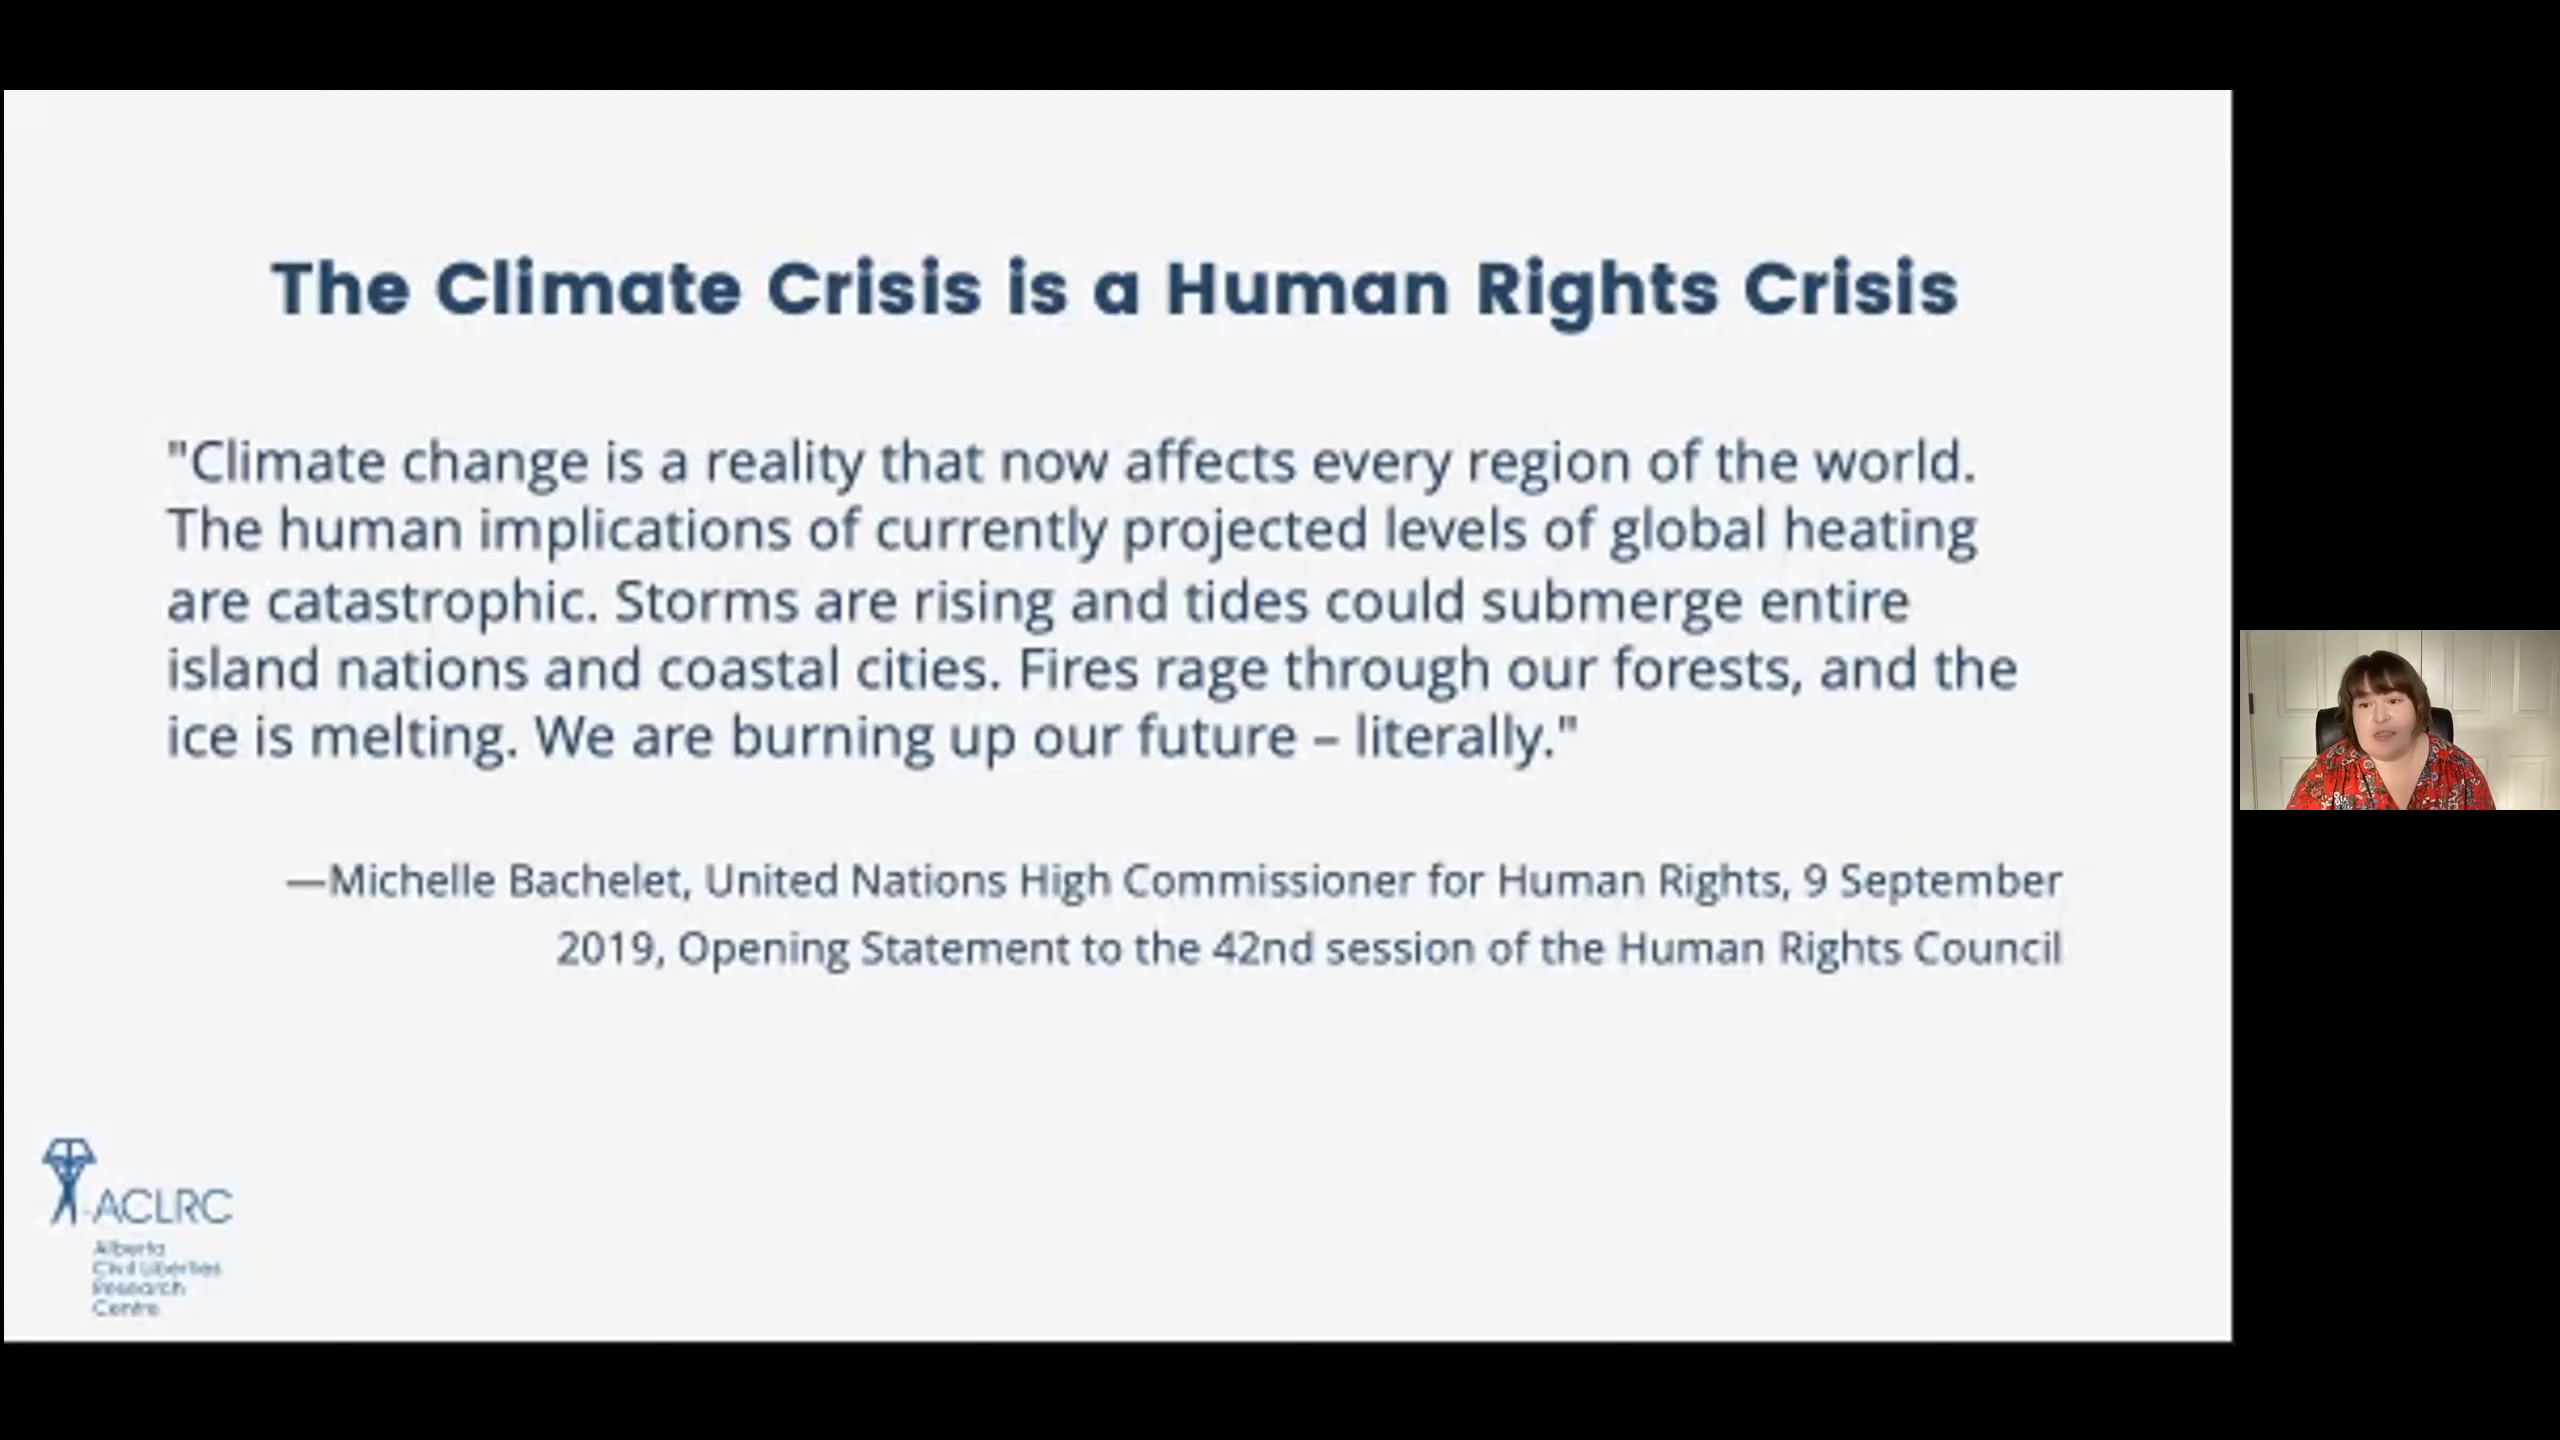 The Climate Crisis is a Human Rights Crisis
"Climate change is a reality that now affects every region of the world.
The human implications of currently projected levels of global heating
are catastrophic. Storms are rising and tides could submerge entire
island nations and coastal cities. Fires rage through our forests, and the
ice is melting. We are burning up our future – literally."
—Michelle Bachelet, United Nations High Commissioner for Human Rights, 9 September
2019, Opening Statement to the 42nd session of the Human Rights Council
ACLRC
Alberta
Civil Liberties
Research
Centre